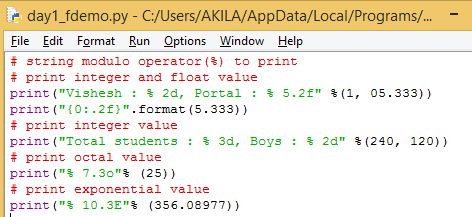 day1_fdemo.py - C:/Users/AKILA/AppData/Local/Programs/...
File Edit Format Run Options Window Help
# string modulo operator(%) to print
# print integer and float value
print("Vishesh : % 2d, Portal : % 5.2f" %(1, 05.333))
print("{0:.2f}".format(5.333))
# print integer value
print("Total students : % 3d, Boys : % 2d" %(240, 120))
# print octal value
print("% 7.3o"% (25))
# print exponential value
print("% 10.3E"% (356.08977))